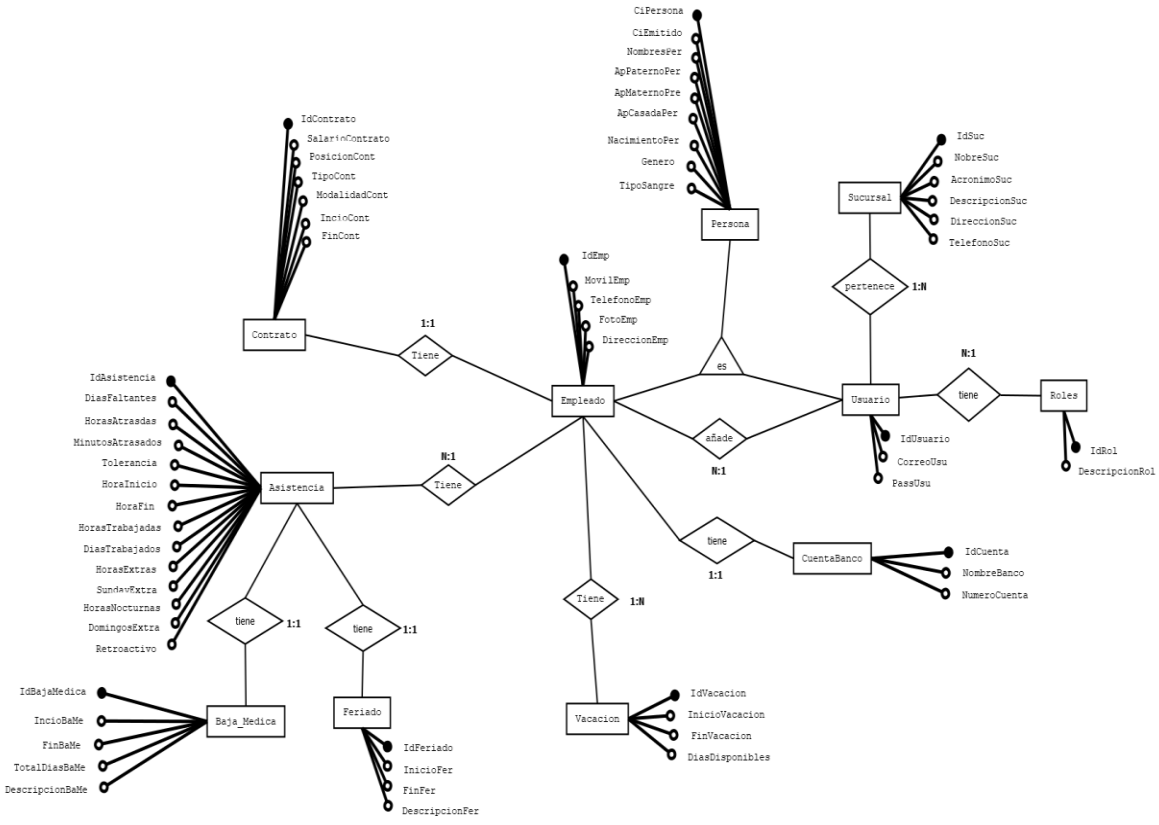 CiPersona
CiEmitido
NombresPer
ApPaternoPer
ApMaternoPre
ApCasadaPer
NacimientoPer
Genero
TipoSangre
Persona
IdContrato
SalarioContrato
PosicionCont
TipoCont
ModalidadCont
IncioCont
FinCont
Contrato
1:1
Tiene
IdSuc
NobreSuc
AcronimoSuc
DescripcionSuc
DireccionSuc
TelefonoSuc
Sucursal
pertenece
1:N
IdEmp
MovilEmp
TelefonoEmp
FotoEmp
DireccionEmp
Empleado
es
añade
N:1
Usuario
IdUsuario
CorreoUsu
PassUsu
N:1
tiene
Roles
IdRol
DescripcionRol
IdAsistencia
DiasFaltantes
HorasAtrasdas
MinutosAtrasados
Tolerancia
HoraInicio
HoraFin
HorasTrabajadas
DiasTrabajados
HorasExtras
SundayExtra
HorasNocturnas
DomingosExtra
Retroactivo
Asistencia
N:1
Tiene
tiene
1:1
CuentaBanco
IdCuenta
NombreBanco
NumeroCuenta
Tiene
1:N
tiene
1:1
tiene
1:1
IdBajaMedica
IncioBaMe
FinBaMe
TotalDiasBaMe
DescripcionBaMe
Baja_Medica
Feriado
IdFeriado
InicioFer
FinFer
DescripcionFer
Vacacion
IdVacacion
InicioVacacion
FinVacacion
DiasDisponibles